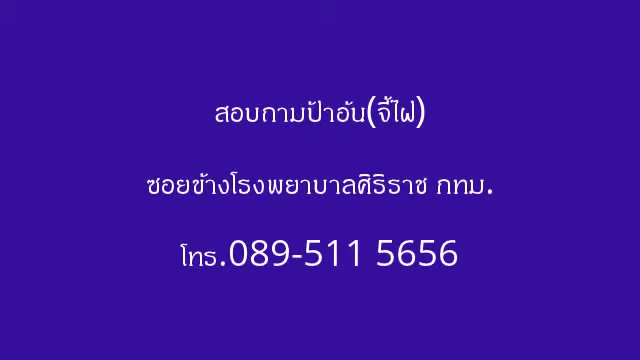 สอบถามป้าอัน(จี้ไฝ)
ซอยข้างโรงพยาบาลศิริราช กทม.
โทร.089-511 5656